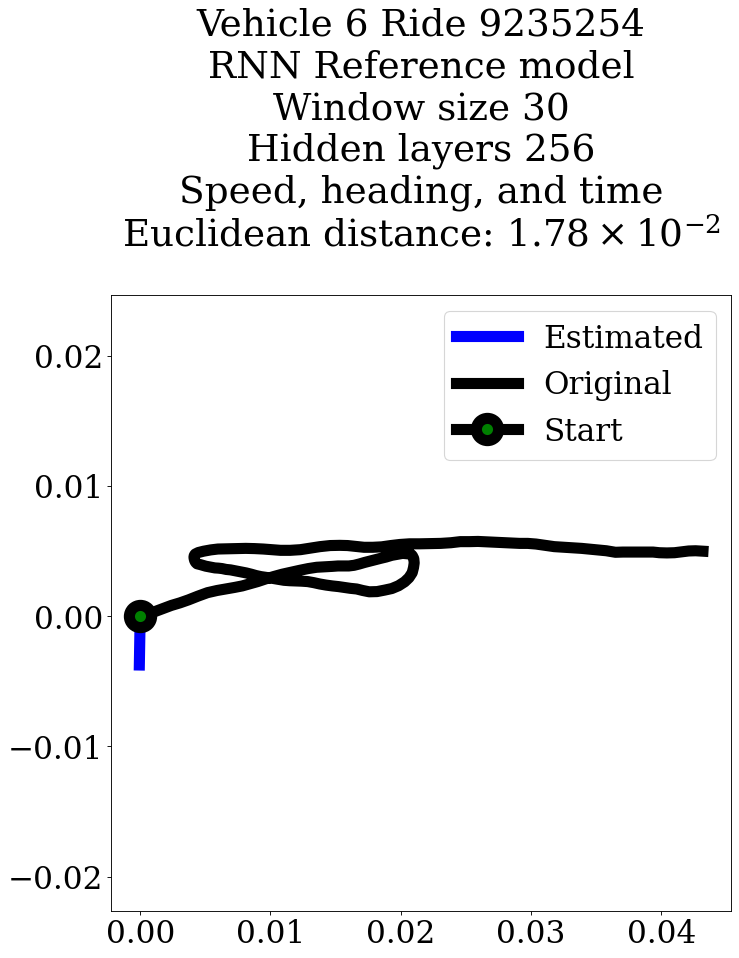 Vehicle 6 Ride 9235254
RNN Reference model
Window size 30
Hidden layers 256
Speed, heading, and time
Euclidean distance: 1.78 × 10⁻²
Estimated
Original
Start
0.02
0.01
0.00
−0.01
−0.02
0.00 0.01 0.02 0.03 0.04